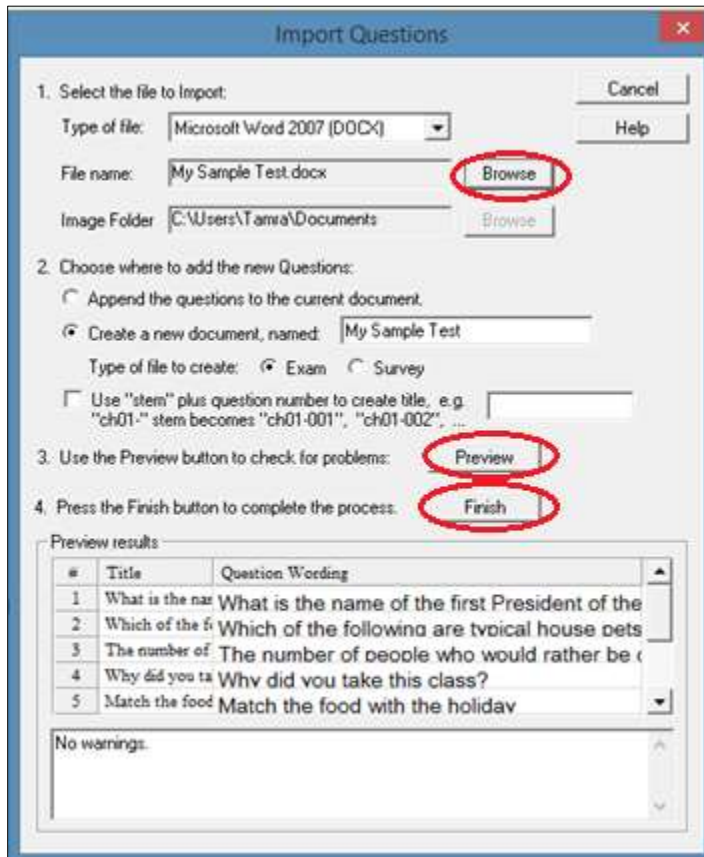 Import Questions
1. Select the file to Import:
Cancel
Type of file: Microsoft Word 2007 (DOCX)
Help
File name: My Sample Test.docx Browse
Image Folder C:\Users\Tamra\Documents Browse
2. Choose where to add the new Questions:
Append the questions to the current document.
Create a new document, named: My Sample Test
Type of file to create: Exam Survey
Use "stem" plus question number to create title, e.g.
"ch01-" stem becomes "ch01-001", "ch01-002", ...
3. Use the Preview button to check for problems: Preview
4. Press the Finish button to complete the process. Finish
Preview results
# Title Question Wording
1 What is the nar What is the name of the first President of the
2 Which of the f Which of the following are typical house pets
3 The number of The number of people who would rather be
4 Why did you ta Why did you take this class?
5 Match the food Match the food with the holiday
No warnings.